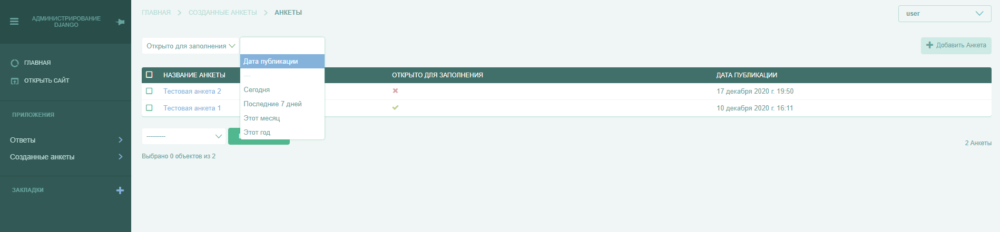 АДМИНИСТРИРОВАНИЕ
DJANGO
ГЛАВНАЯ
ОТКРЫТЬ САЙТ
ПРИЛОЖЕНИЯ
Ответы
Созданные анкеты
ЗАКЛАДКИ
ГЛАВНАЯ СОЗДАННЫЕ АНКЕТЫ АНКЕТЫ
user
Открыто для заполнения
Добавить Анкета
Дата публикации
---
Сегодня
Последние 7 дней
Этот месяц
Этот год
НАЗВАНИЕ АНКЕТЫ ОТКРЫТО ДЛЯ ЗАПОЛНЕНИЯ ДАТА ПУБЛИКАЦИИ
Тестовая анкета 2 17 декабря 2020 г. 19:50
Тестовая анкета 1 10 декабря 2020 г. 16:11
---------
2 Анкеты
Выбрано 0 объектов из 2